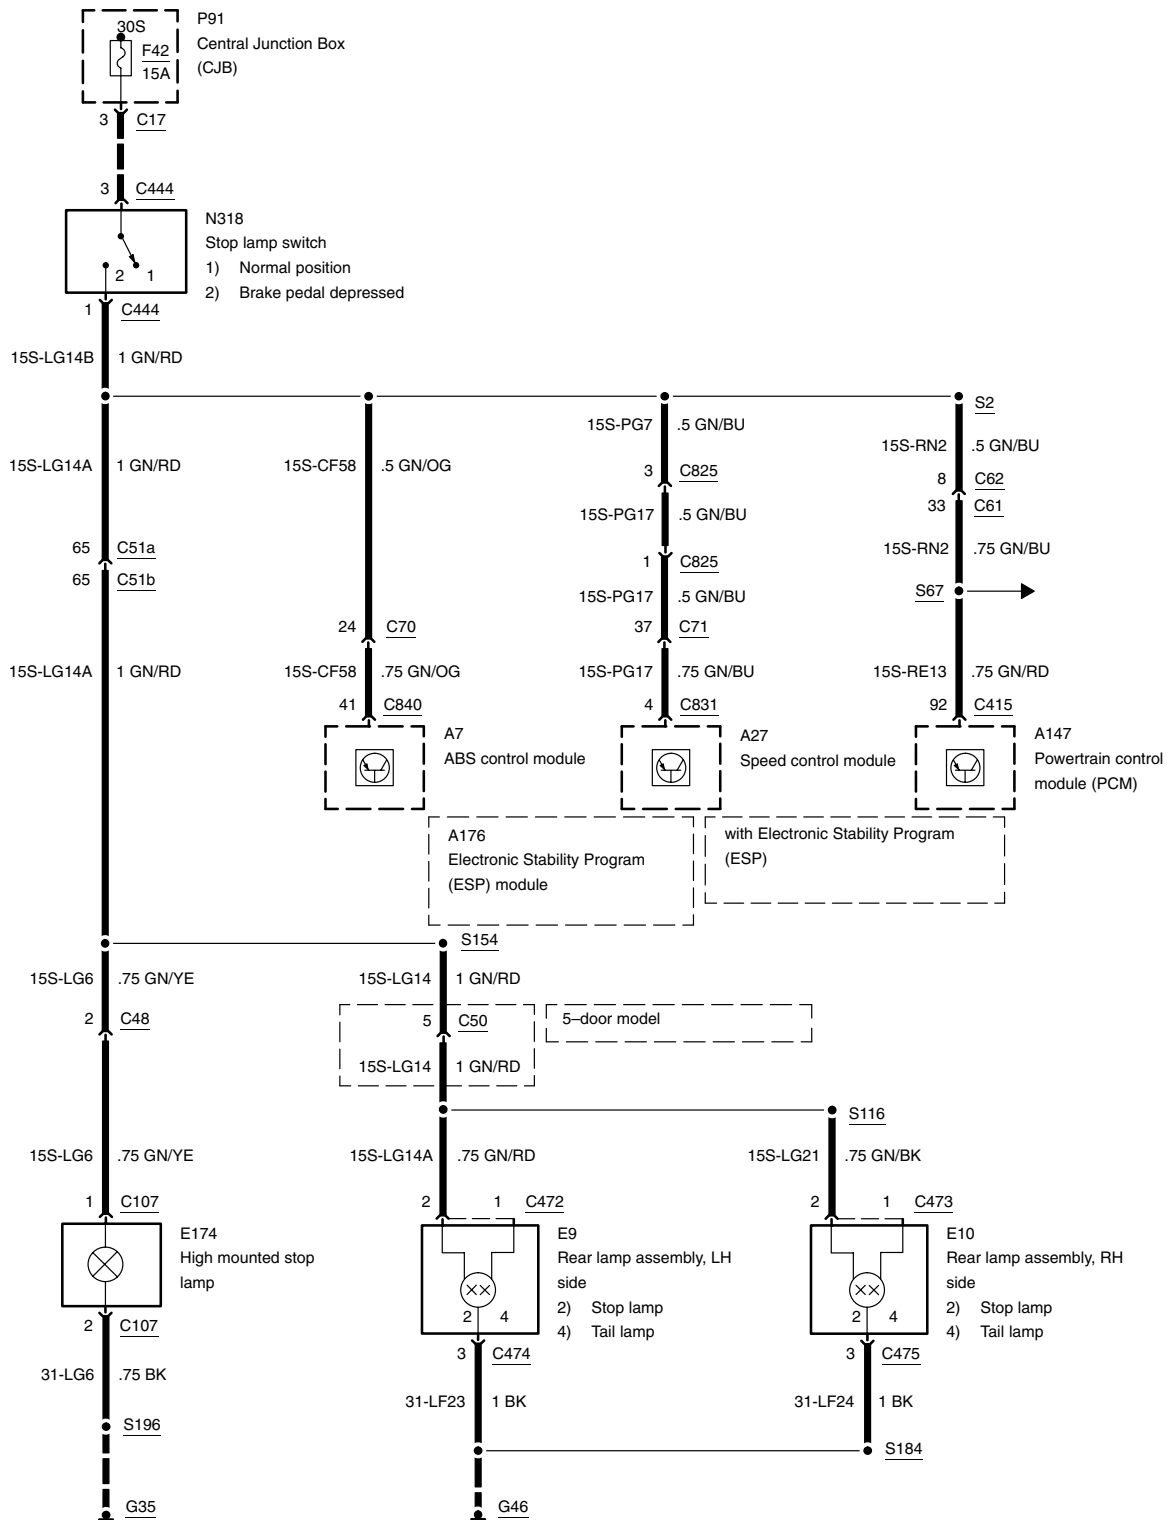 30S
F42
15A
P91
Central Junction Box
(CJB)
3 C17
3 C444
N318
Stop lamp switch
1) Normal position
2) Brake pedal depressed
2 1
1 C444
15S-LG14B 1 GN/RD
S2
15S-LG14A 1 GN/RD
15S-CF58 .5 GN/OG
15S-PG7 .5 GN/BU
15S-RN2 .5 GN/BU
3 C825
8 C62
33 C61
15S-PG17 .5 GN/BU
15S-RN2 .75 GN/BU
65 C51a
65 C51b
1 C825
15S-PG17 .5 GN/BU
S67
24 C70
37 C71
15S-LG14A 1 GN/RD
15S-CF58 .75 GN/OG
15S-PG17 .75 GN/BU
15S-RE13 .75 GN/RD
41 C840
4 C831
92 C415
A7
ABS control module
A27
Speed control module
A147
Powertrain control
module (PCM)
A176
Electronic Stability Program
(ESP) module
with Electronic Stability Program
(ESP)
S154
15S-LG6 .75 GN/YE
15S-LG14 1 GN/RD
2 C48
5 C50
5–door model
15S-LG14 1 GN/RD
S116
15S-LG6 .75 GN/YE
15S-LG14A .75 GN/RD
15S-LG21 .75 GN/BK
1 C107
2 1 C472
2 1 C473
E174
High mounted stop
lamp
E9
Rear lamp assembly, LH
side
2) Stop lamp
4) Tail lamp
2 4
E10
Rear lamp assembly, RH
side
2) Stop lamp
4) Tail lamp
2 4
2 C107
3 C474
3 C475
31-LG6 .75 BK
31-LF23 1 BK
31-LF24 1 BK
S196
S184
G35
G46